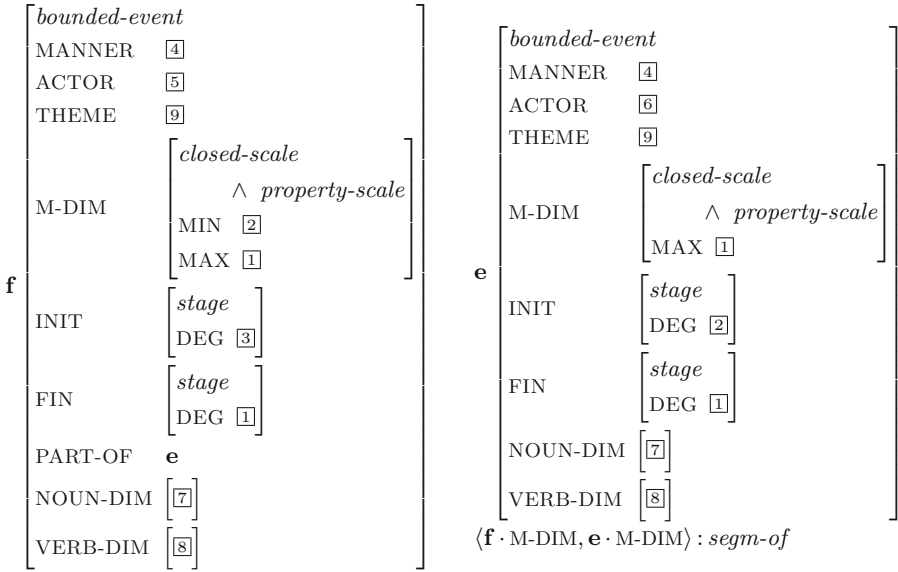 f
bounded-event
MANNER 4
ACTOR 5
THEME 9
M-DIM
closed-scale
∧ property-scale
MIN 2
MAX 1
INIT
stage
DEG 3
FIN
stage
DEG 1
PART-OF e
NOUN-DIM [7]
VERB-DIM [8]
e
bounded-event
MANNER 4
ACTOR 6
THEME 9
M-DIM
closed-scale
∧ property-scale
MAX 1
INIT
stage
DEG 2
FIN
stage
DEG 1
NOUN-DIM [7]
VERB-DIM [8]
⟨f · M-DIM, e · M-DIM⟩ : segm-of